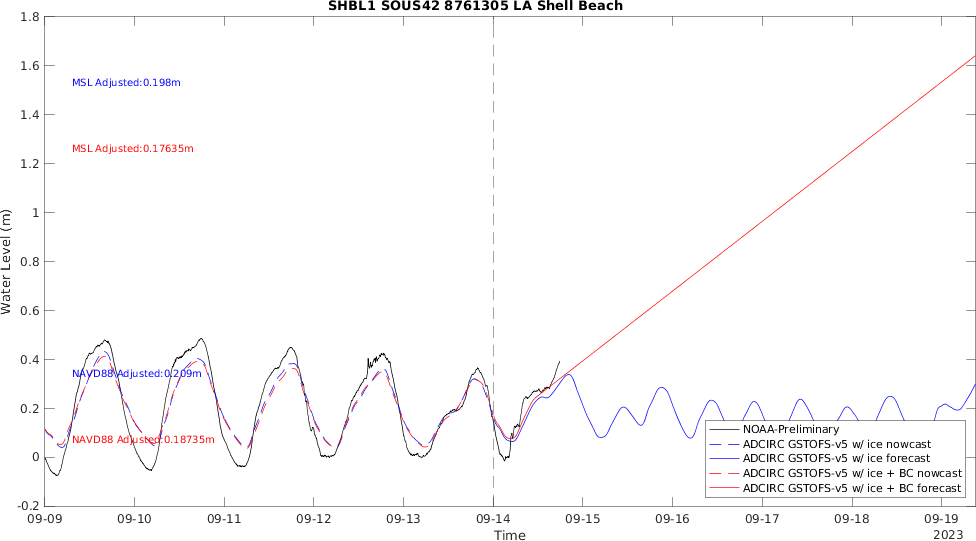 SHBL1 SOUS42 8761305 LA Shell Beach
1.8
1.6
1.4
1.2
1
0.8
0.6
0.4
0.2
0
-0.2
Water Level (m)
MSL Adjusted:0.198m
MSL Adjusted:0.17635m
NAVD88 Adjusted:0.209m
NAVD88 Adjusted:0.18735m
NOAA-Preliminary
ADCIRC GSTOFS-v5 w/ ice nowcast
ADCIRC GSTOFS-v5 w/ ice forecast
ADCIRC GSTOFS-v5 w/ ice + BC nowcast
ADCIRC GSTOFS-v5 w/ ice + BC forecast
09-09 09-10 09-11 09-12 09-13 09-14 09-15 09-16 09-17 09-18 09-19
Time
2023